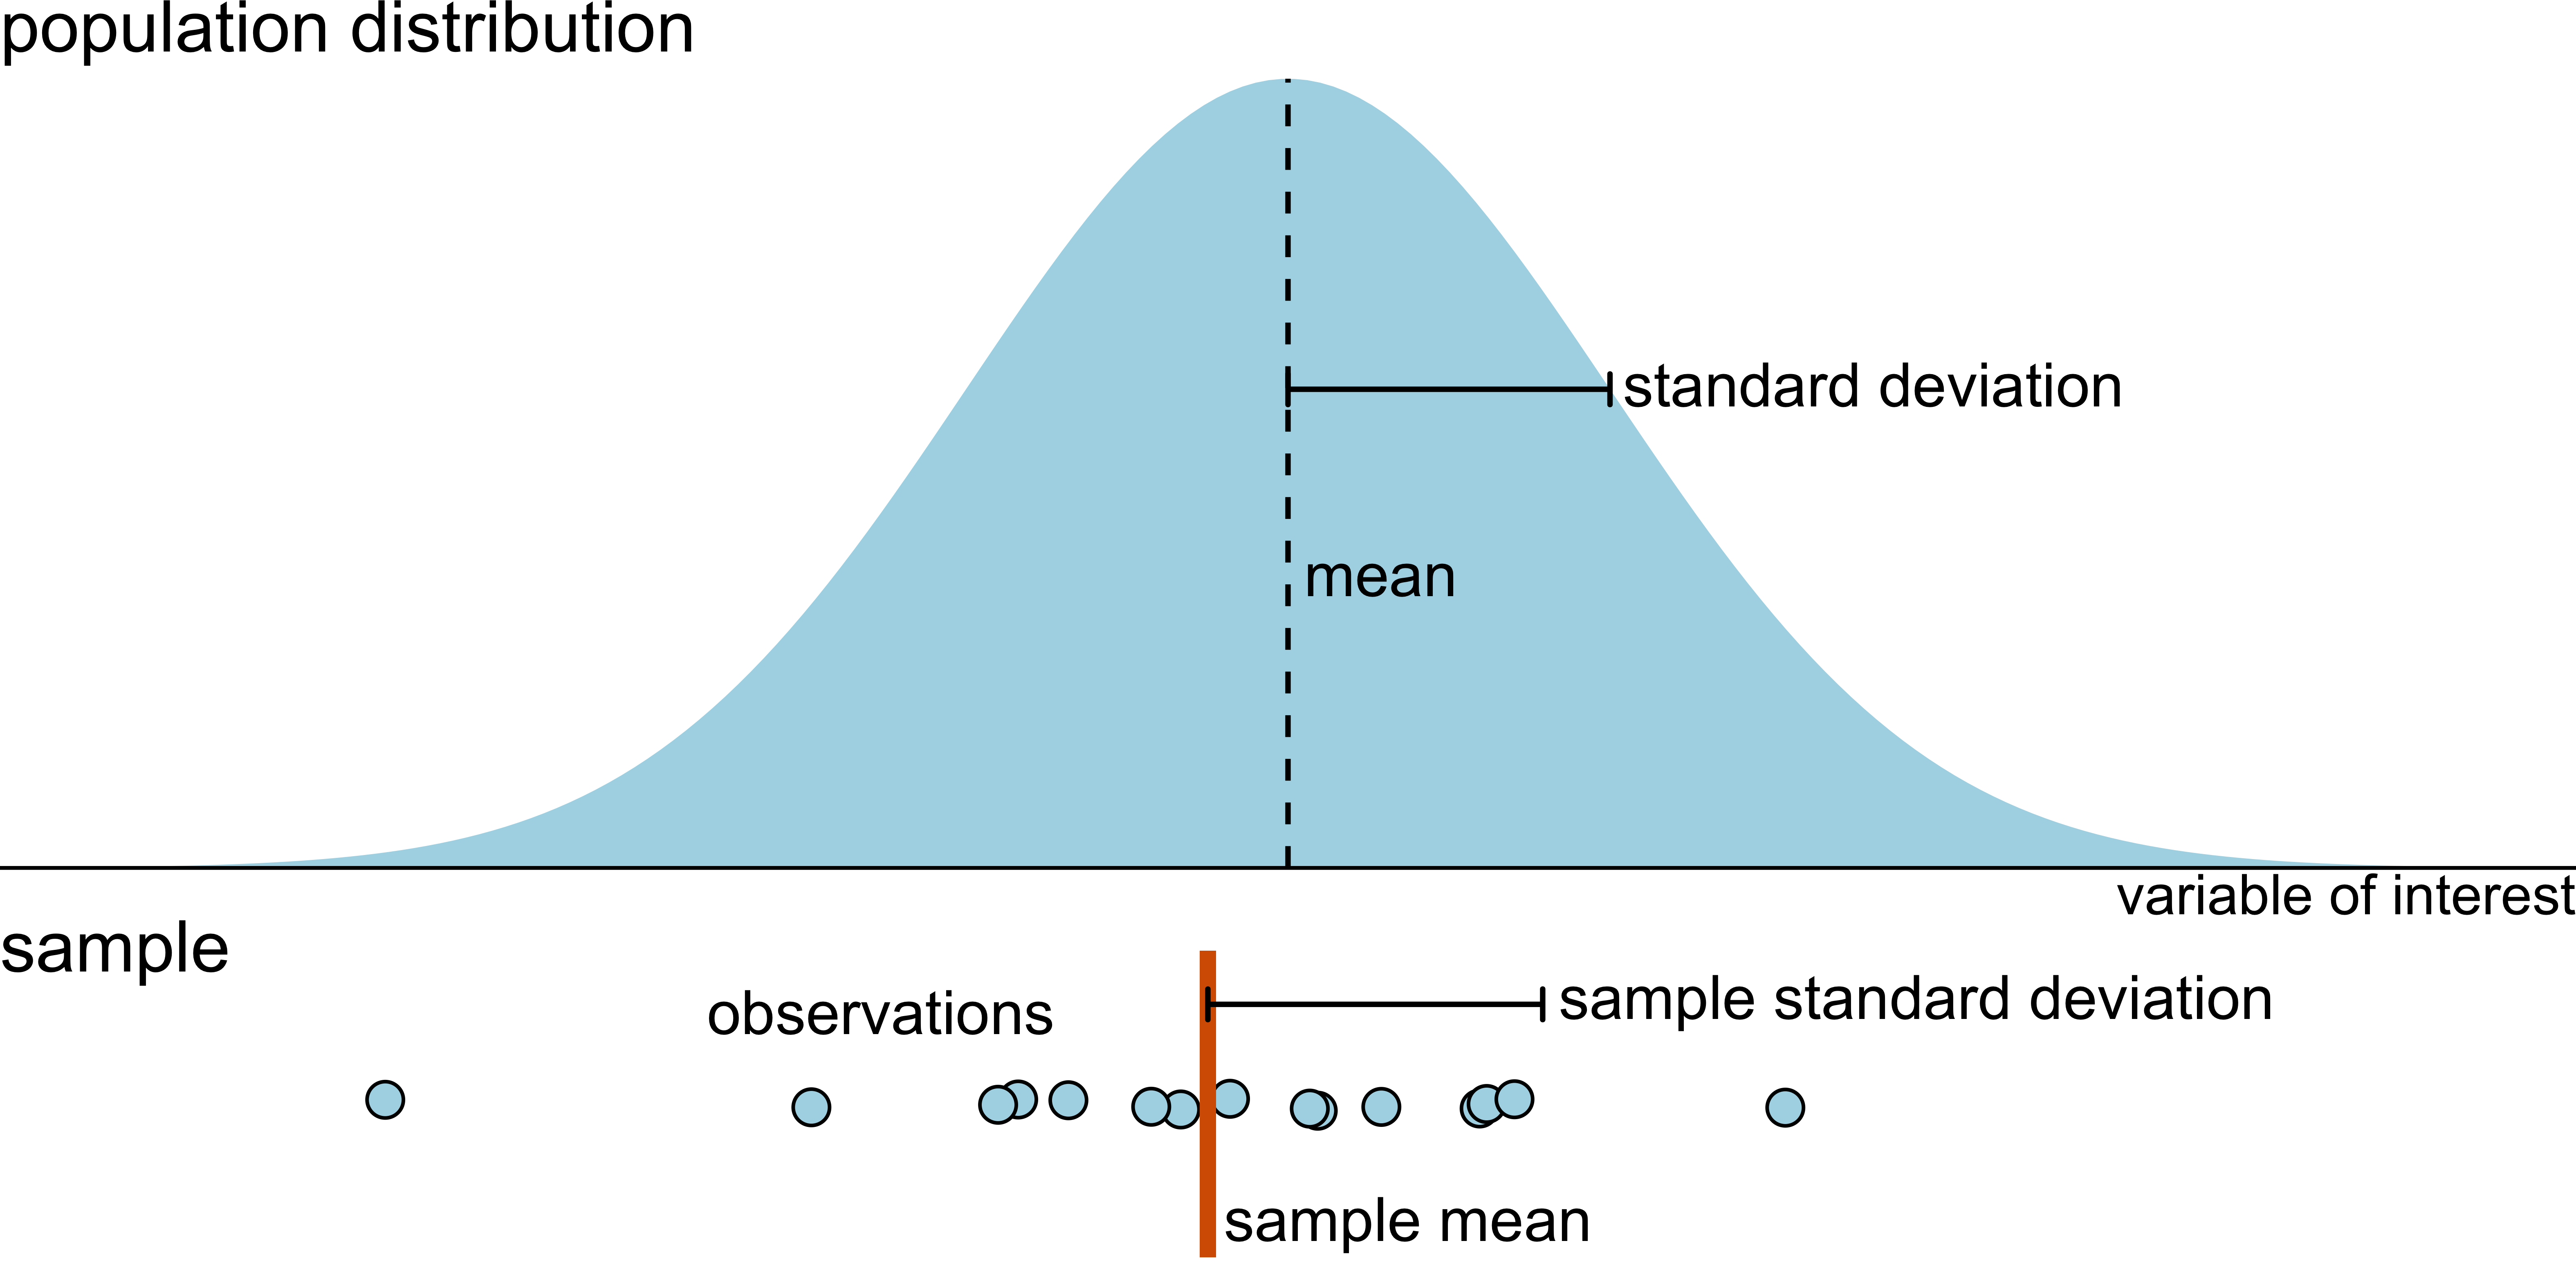 population distribution
standard deviation
mean
variable of interest
sample
observations
sample standard deviation
sample mean